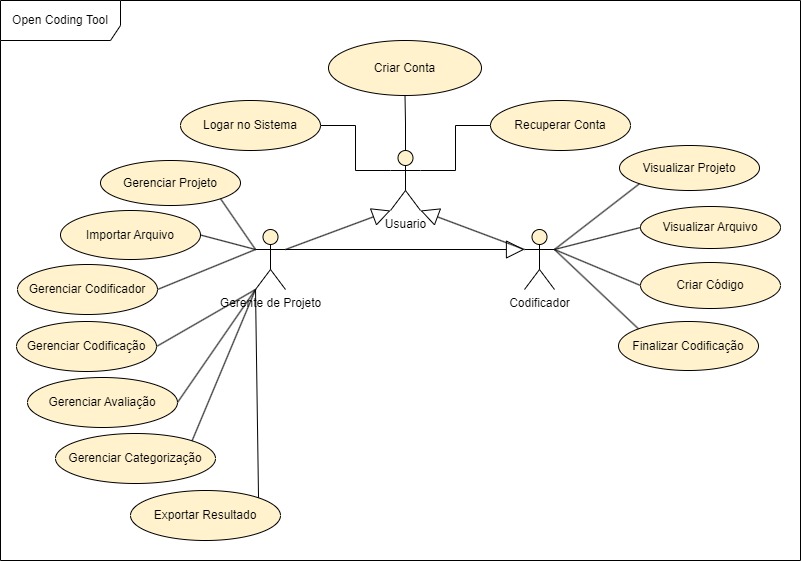 Open Coding Tool
Criar Conta
Logar no Sistema
Recuperar Conta
Visualizar Projeto
Gerenciar Projeto
Usuario
Visualizar Arquivo
Importar Arquivo
Gerenciar Codificador
Criar Código
Gerente de Projeto
Codificador
Gerenciar Codificação
Finalizar Codificação
Gerenciar Avaliação
Gerenciar Categorização
Exportar Resultado